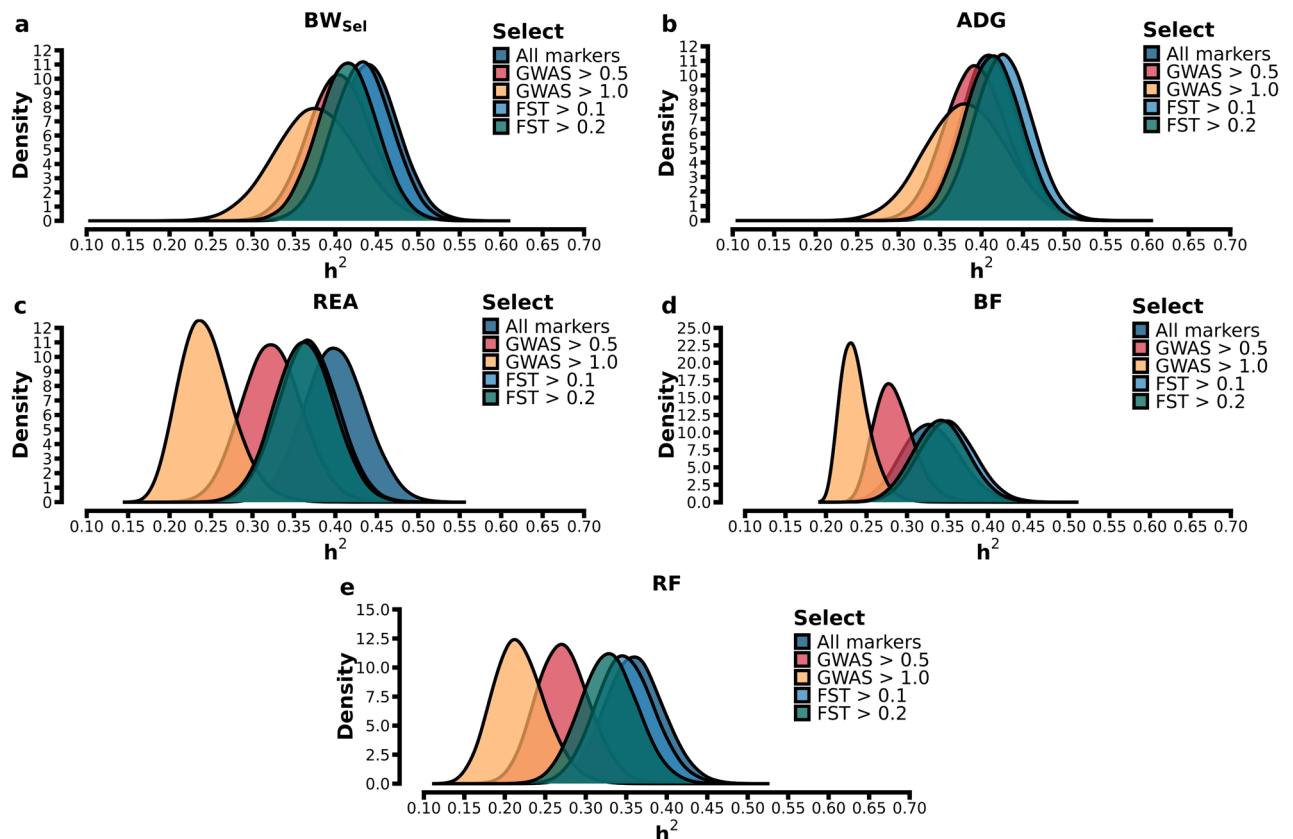 a
BWSel
Select
All markers
GWAS > 0.5
GWAS > 1.0
FST > 0.1
FST > 0.2
Density
12
11
10
9
8
7
6
5
4
3
2
1
0
0.10 0.15 0.20 0.25 0.30 0.35 0.40 0.45 0.50 0.55 0.60 0.65 0.70
h2
b
ADG
Select
All markers
GWAS > 0.5
GWAS > 1.0
FST > 0.1
FST > 0.2
Density
12
11
10
9
8
7
6
5
4
3
2
1
0
0.10 0.15 0.20 0.25 0.30 0.35 0.40 0.45 0.50 0.55 0.60 0.65 0.70
h2
c
REA
Select
All markers
GWAS > 0.5
GWAS > 1.0
FST > 0.1
FST > 0.2
Density
12
11
10
9
8
7
6
5
4
3
2
1
0
0.10 0.15 0.20 0.25 0.30 0.35 0.40 0.45 0.50 0.55 0.60 0.65 0.70
h2
d
BF
Select
All markers
GWAS > 0.5
GWAS > 1.0
FST > 0.1
FST > 0.2
Density
25.0
22.5
20.0
17.5
15.0
12.5
10.0
7.5
5.0
2.5
0.0
0.10 0.15 0.20 0.25 0.30 0.35 0.40 0.45 0.50 0.55 0.60 0.65 0.70
h2
e
RF
Select
All markers
GWAS > 0.5
GWAS > 1.0
FST > 0.1
FST > 0.2
Density
15.0
12.5
10.0
7.5
5.0
2.5
0.0
0.10 0.15 0.20 0.25 0.30 0.35 0.40 0.45 0.50 0.55 0.60 0.65 0.70
h2